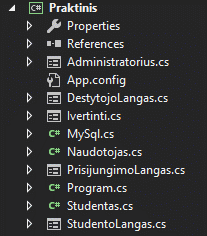 Praktinis
Properties
References
Administratorius.cs
App.config
DestytojoLangas.cs
Ivertinti.cs
C# MySql.cs
C# Naudotojas.cs
PrisijungimoLangas.cs
C# Program.cs
C# Studentas.cs
StudentoLangas.cs